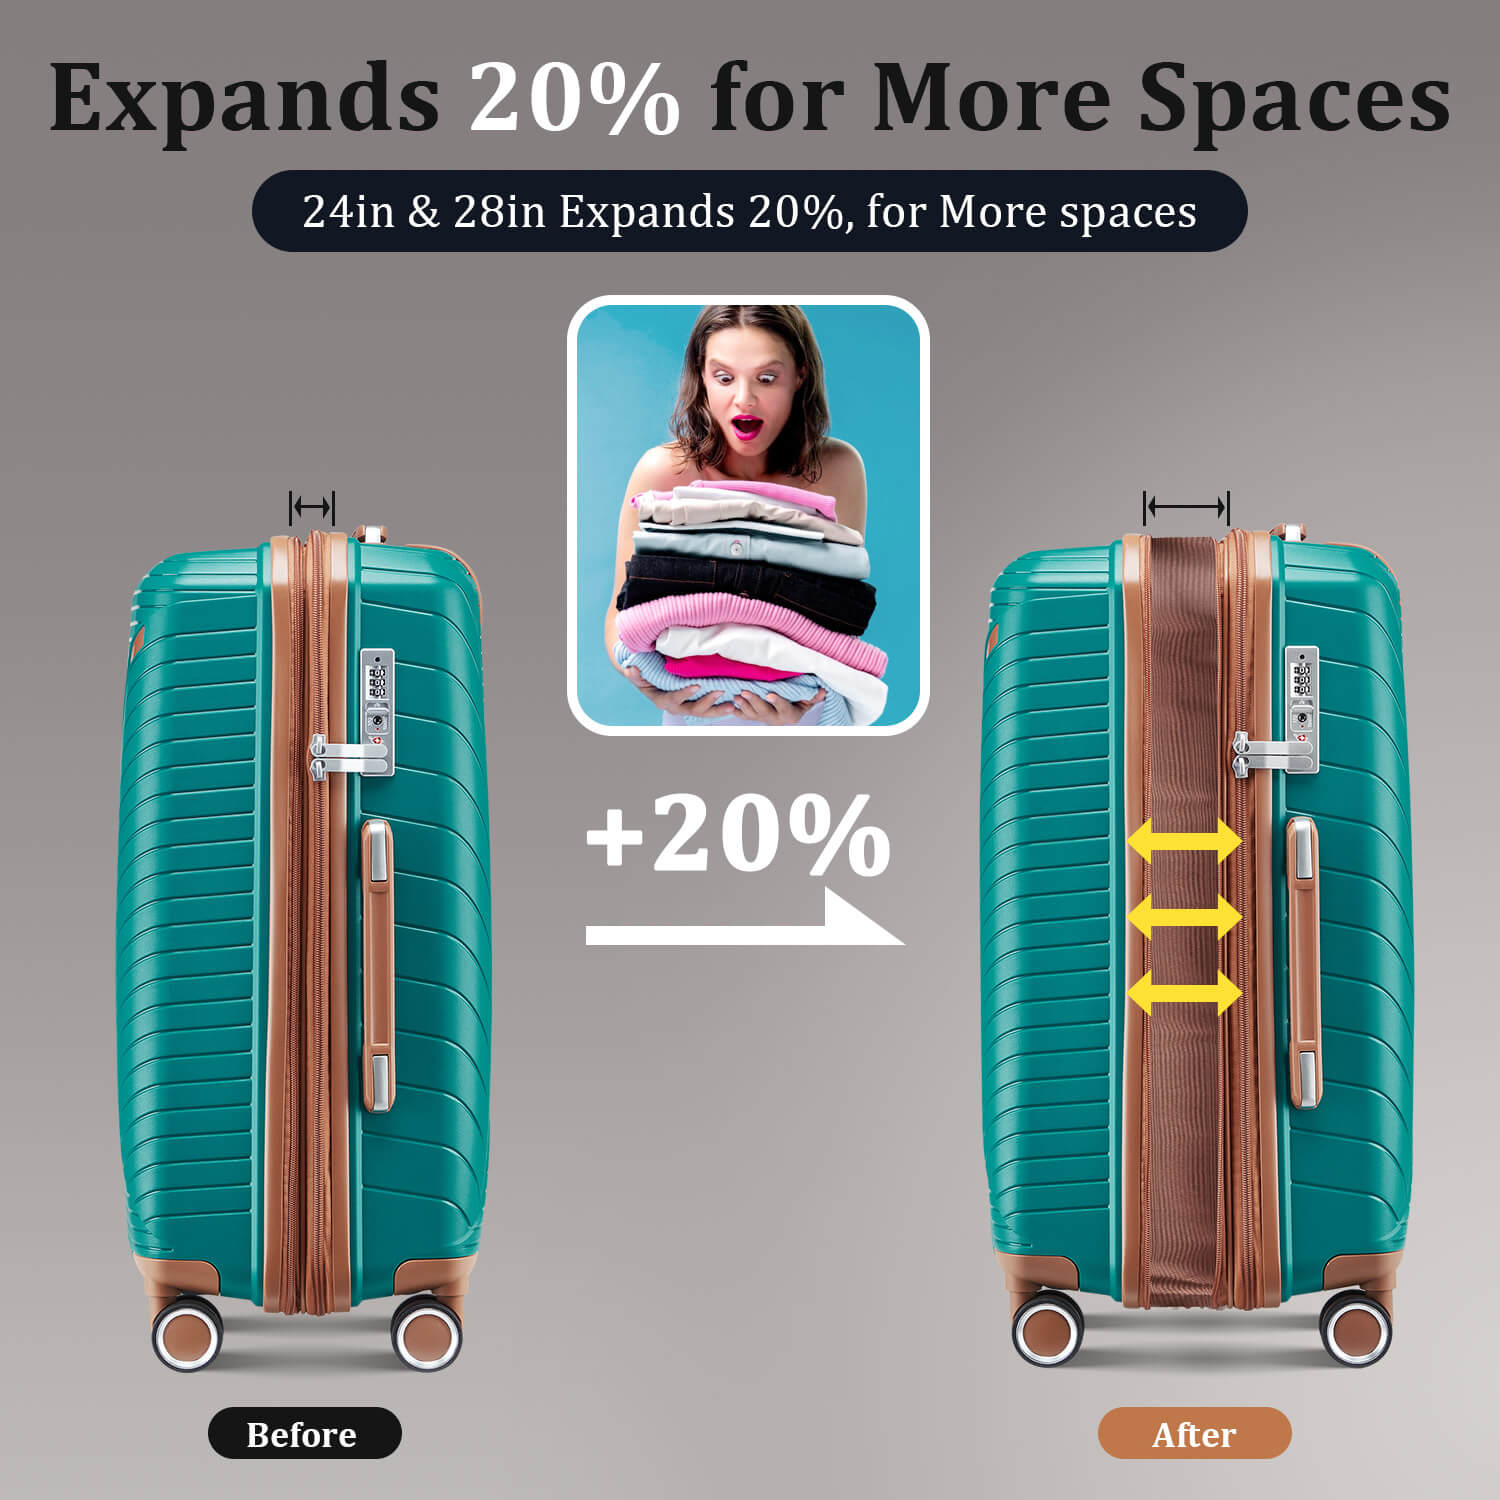 Expands 20% for More Spaces
24in & 28in Expands 20%, for More spaces
+20%
Before
After